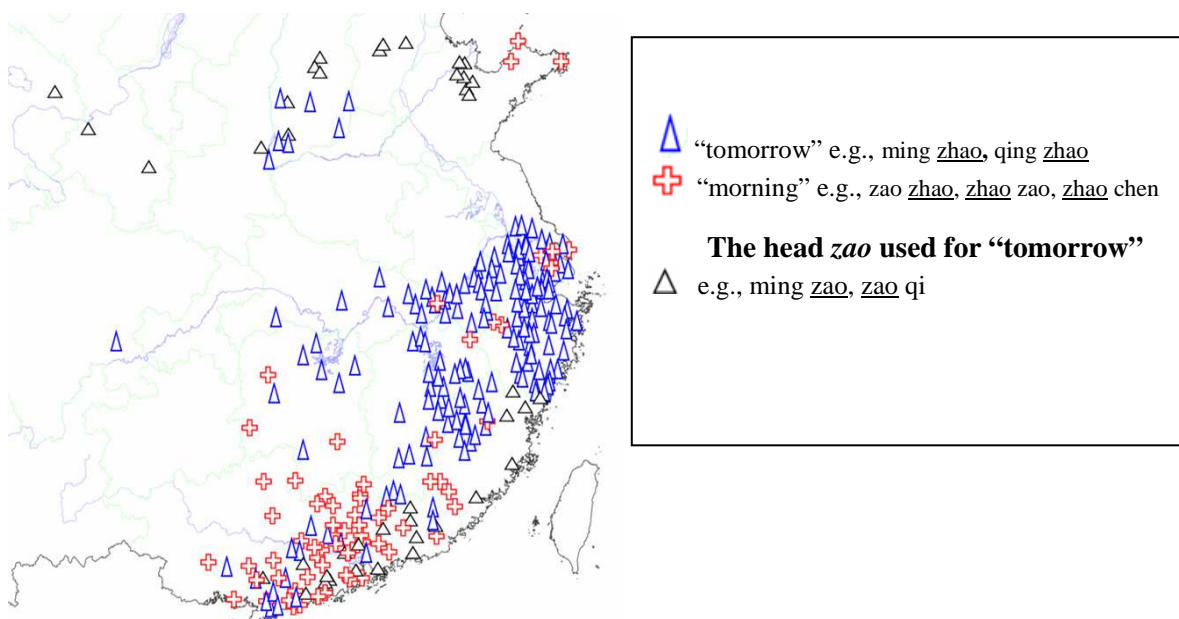 “tomorrow” e.g., ming zhao, qing zhao
“morning” e.g., zao zhao, zhao zao, zhao chen
The head zao used for “tomorrow”
e.g., ming zao, zao qi